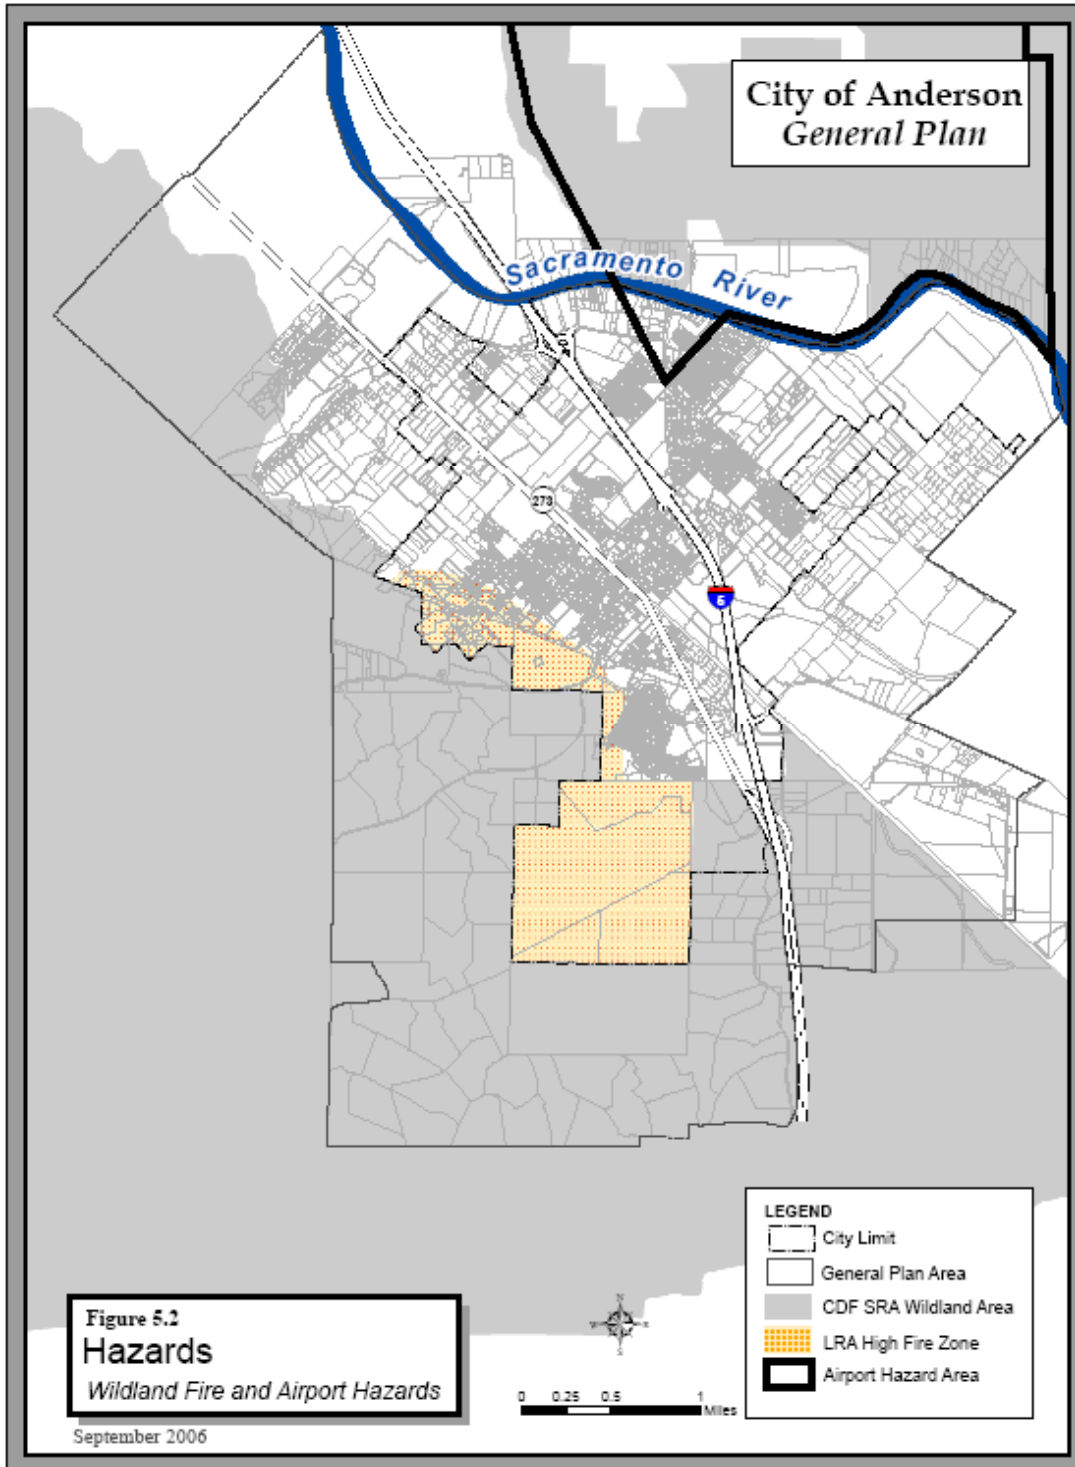 City of Anderson
General Plan
Sacramento River
273
5
LEGEND
City Limit
General Plan Area
CDF SRA Wildland Area
LRA High Fire Zone
Airport Hazard Area
N
W
E
S
Figure 5.2
Hazards
Wildland Fire and Airport Hazards
0 0.25 0.5 1
Miles
September 2006